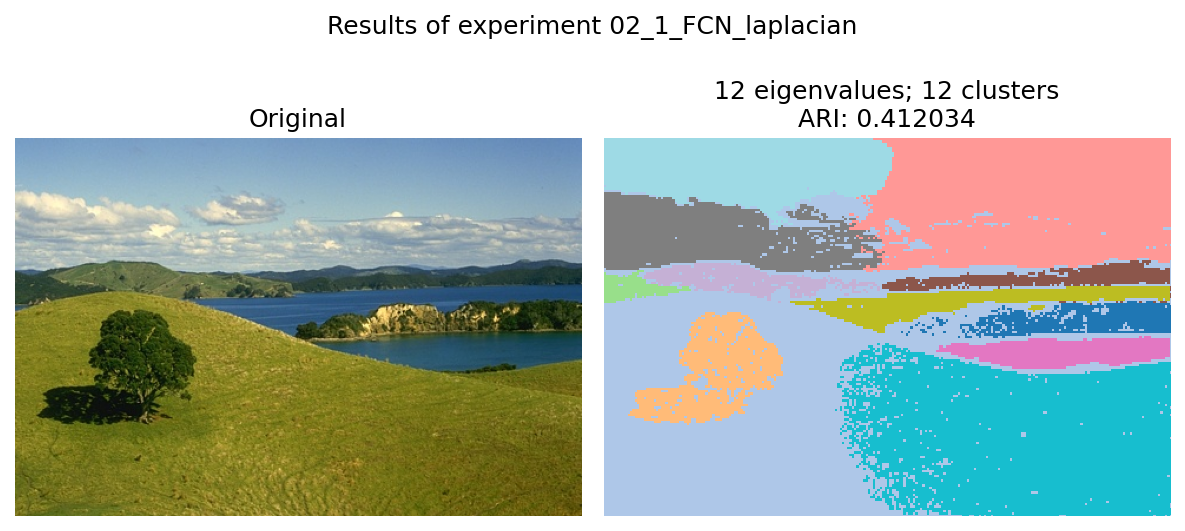 Results of experiment 02_1_FCN_laplacian
Original
12 eigenvalues; 12 clusters
ARI: 0.412034